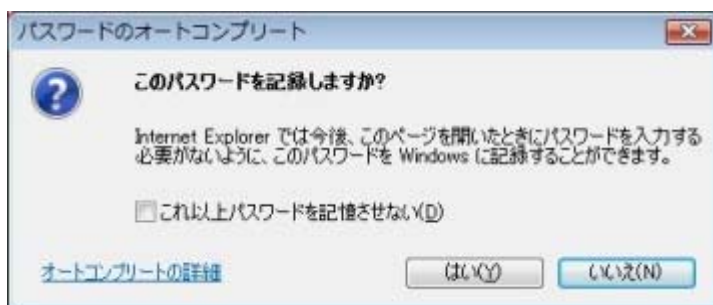 パスワードのオートコンプリート
このパスワードを記録しますか?
Internet Explorer では今後、このページを開いたときにパスワードを入力する
必要がないように、このパスワードを Windows に記録することができます。
これ以上パスワードを記憶させない(D)
オートコンプリートの詳細
はい(Y)
いいえ(N)